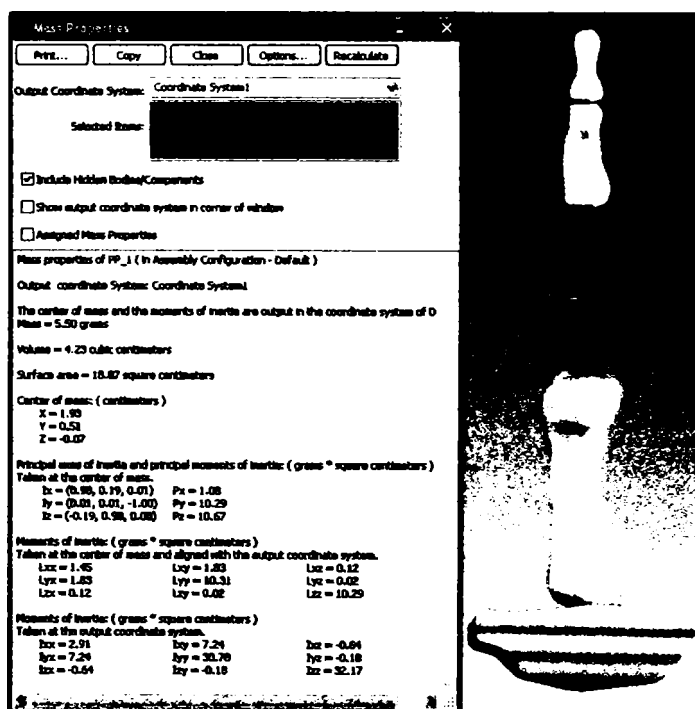 Mass Properties
Print... Copy Close Options... Recalculate
Output Coordinate System: Coordinate System1
Selected Items:
Include Hidden Bodies/Components
Show output coordinate system in corner of window
Assigned Mass Properties
Mass properties of PP_1 ( in Assembly Configuration - Default )
Output coordinate System: Coordinate System1
The center of mass and the moments of inertia are output in the coordinate system of D
Mass = 5.50 grams
Volume = 4.23 cubic centimeters
Surface area = 18.87 square centimeters
Center of mass: ( centimeters )
X = 1.93
Y = 0.51
Z = -0.07
Principal axes of inertia and principal moments of inertia: ( grams * square centimeters )
Taken at the center of mass.
Ix = (0.98, 0.19, 0.01) Px = 1.08
Iy = (0.01, 0.01, -1.00) Py = 10.29
Iz = (-0.19, 0.98, 0.08) Pz = 10.67
Moments of inertia: ( grams * square centimeters )
Taken at the center of mass and aligned with the output coordinate system.
Lxx = 1.45 Lxy = 1.83 Lxz = 0.12
Lyx = 1.83 Lyy = 10.31 Lyz = 0.02
Lzx = 0.12 Lzy = 0.02 Lzz = 10.29
Moments of inertia: ( grams * square centimeters )
Taken at the output coordinate system.
Ixx = 2.91 Ixy = 7.24 Ixz = -0.64
Iyx = 7.24 Iyy = 30.78 Iyz = -0.18
Izx = -0.64 Izy = -0.18 Izz = 32.17